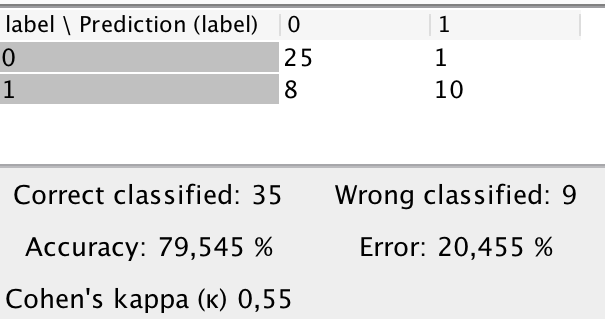 label \ Prediction (label) 0 1
0 25 1
1 8 10
Correct classified: 35 Wrong classified: 9
Accuracy: 79,545 % Error: 20,455 %
Cohen's kappa (κ) 0,55